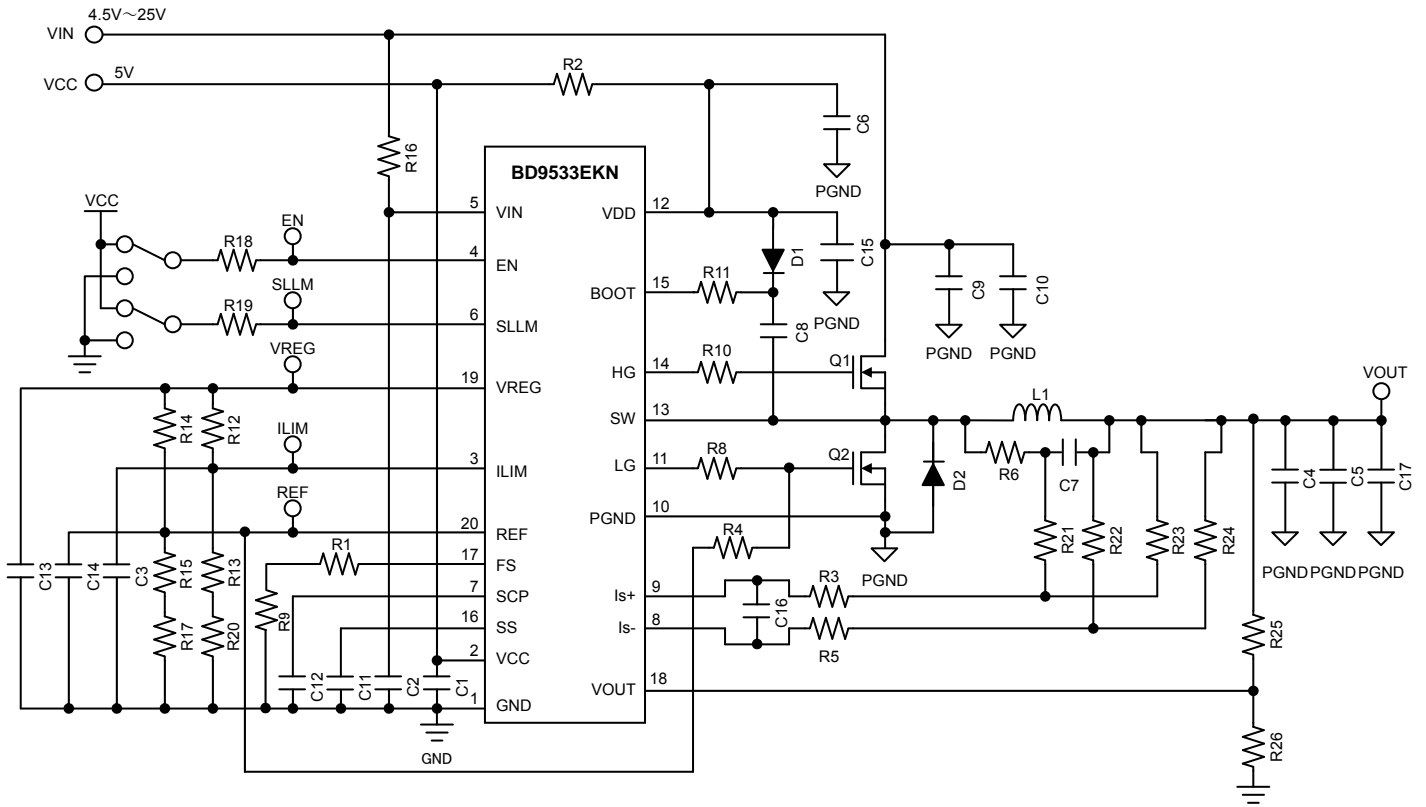 4.5V～25V
VIN
VCC
5V
R2
C6
PGND
R16
BD9533EKN
VCC
EN
R18
SLLM
R19
VREG
ILIM
REF
5
VIN
4
EN
6
SLLM
19
VREG
3
ILIM
20
REF
17
FS
7
SCP
16
SS
2
VCC
1
GND
VDD
12
BOOT
15
HG
14
SW
13
LG
11
PGND
10
Is+
9
Is-
8
VOUT
18
R14
R12
R1
R9
C13
C14
C3
R15
R13
R17
R20
C12
C11
C2
C1
GND
D1
C15
PGND
R11
C8
R10
Q1
C9
C10
PGND
PGND
R8
Q2
D2
R4
PGND
L1
R6
C7
R21
R22
R23
R24
R3
C16
R5
VOUT
C4
C5
C17
PGND
PGND
PGND
R25
R26